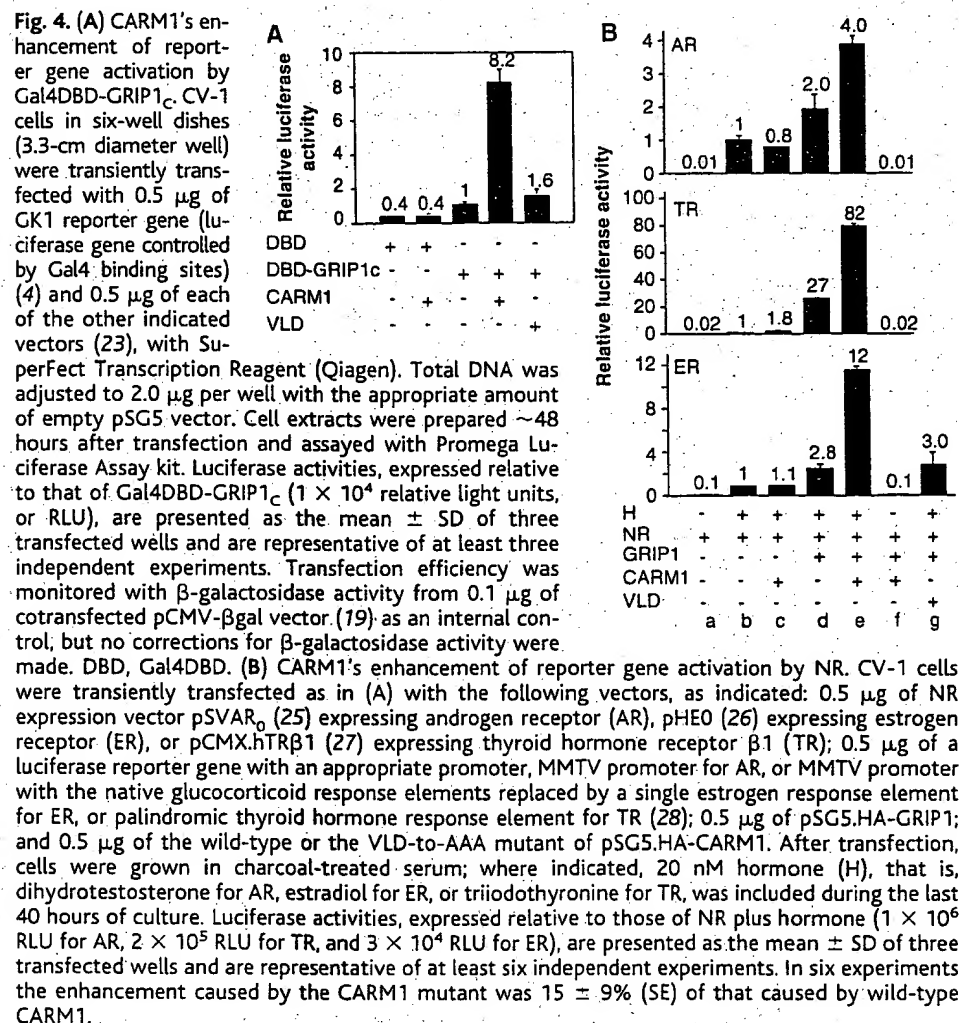 Fig. 4. (A) CARM1's en-
hancement of report-
er gene activation by
Gal4DBD-GRIP1C. CV-1
cells in six-well dishes
(3.3-cm diameter well)
were transiently trans-
fected with 0.5 µg of
GK1 reporter gene (lu-
ciferase gene controlled
by Gal4 binding sites)
(4) and 0.5 µg of each
of the other indicated
vectors (23), with Su-
perFect Transcription Reagent (Qiagen). Total DNA was
adjusted to 2.0 µg per well with the appropriate amount
of empty pSG5 vector. Cell extracts were prepared ~48
hours after transfection and assayed with Promega Lu-
ciferase Assay kit. Luciferase activities, expressed relative
to that of Gal4DBD-GRIP1C (1 × 10⁴ relative light units,
or RLU), are presented as the mean ± SD of three
transfected wells and are representative of at least three
independent experiments. Transfection efficiency was
monitored with β-galactosidase activity from 0.1 µg of
cotransfected pCMV-βgal vector (19) as an internal con-
trol, but no corrections for β-galactosidase activity were
made. DBD, Gal4DBD. (B) CARM1's enhancement of reporter gene activation by NR. CV-1 cells
were transiently transfected as in (A) with the following vectors, as indicated: 0.5 µg of NR
expression vector pSVAR0 (25) expressing androgen receptor (AR), pHE0 (26) expressing estrogen
receptor (ER), or pCMX.hTRβ1 (27) expressing thyroid hormone receptor β1 (TR); 0.5 µg of a
luciferase reporter gene with an appropriate promoter, MMTV promoter for AR, or MMTV promoter
with the native glucocorticoid response elements replaced by a single estrogen response element
for ER, or palindromic thyroid hormone response element for TR (28); 0.5 µg of pSG5.HA-GRIP1;
and 0.5 µg of the wild-type or the VLD-to-AAA mutant of pSG5.HA-CARM1. After transfection,
cells were grown in charcoal-treated serum; where indicated, 20 nM hormone (H), that is,
dihydrotestosterone for AR, estradiol for ER, or triiodothyronine for TR, was included during the last
40 hours of culture. Luciferase activities, expressed relative to those of NR plus hormone (1 × 10⁶
RLU for AR, 2 × 10⁵ RLU for TR, and 3 × 10⁴ RLU for ER), are presented as the mean ± SD of three
transfected wells and are representative of at least six independent experiments. In six experiments
the enhancement caused by the CARM1 mutant was 15 ± 9% (SE) of that caused by wild-type
CARM1.
A
Relative luciferase
activity
10
8
6
4
2
0
0.4 0.4 1 8.2 1.6
DBD + + - - -
DBD-GRIP1c - - + + +
CARM1 - + - + -
VLD - - - - +
B
Relative luciferase activity
AR
4
3
2
1
0
0.01 1 0.8 2.0 4.0 0.01
TR
100
80
60
40
20
0
0.02 1 1.8 27 82 0.02
ER
12
8
4
0
0.1 1 1.1 2.8 12 0.1 3.0
H - + + + + - +
NR + + + + + + +
GRIP1 - - - + + + +
CARM1 - - + - + + -
VLD - - - - - - +
a b c d e f g